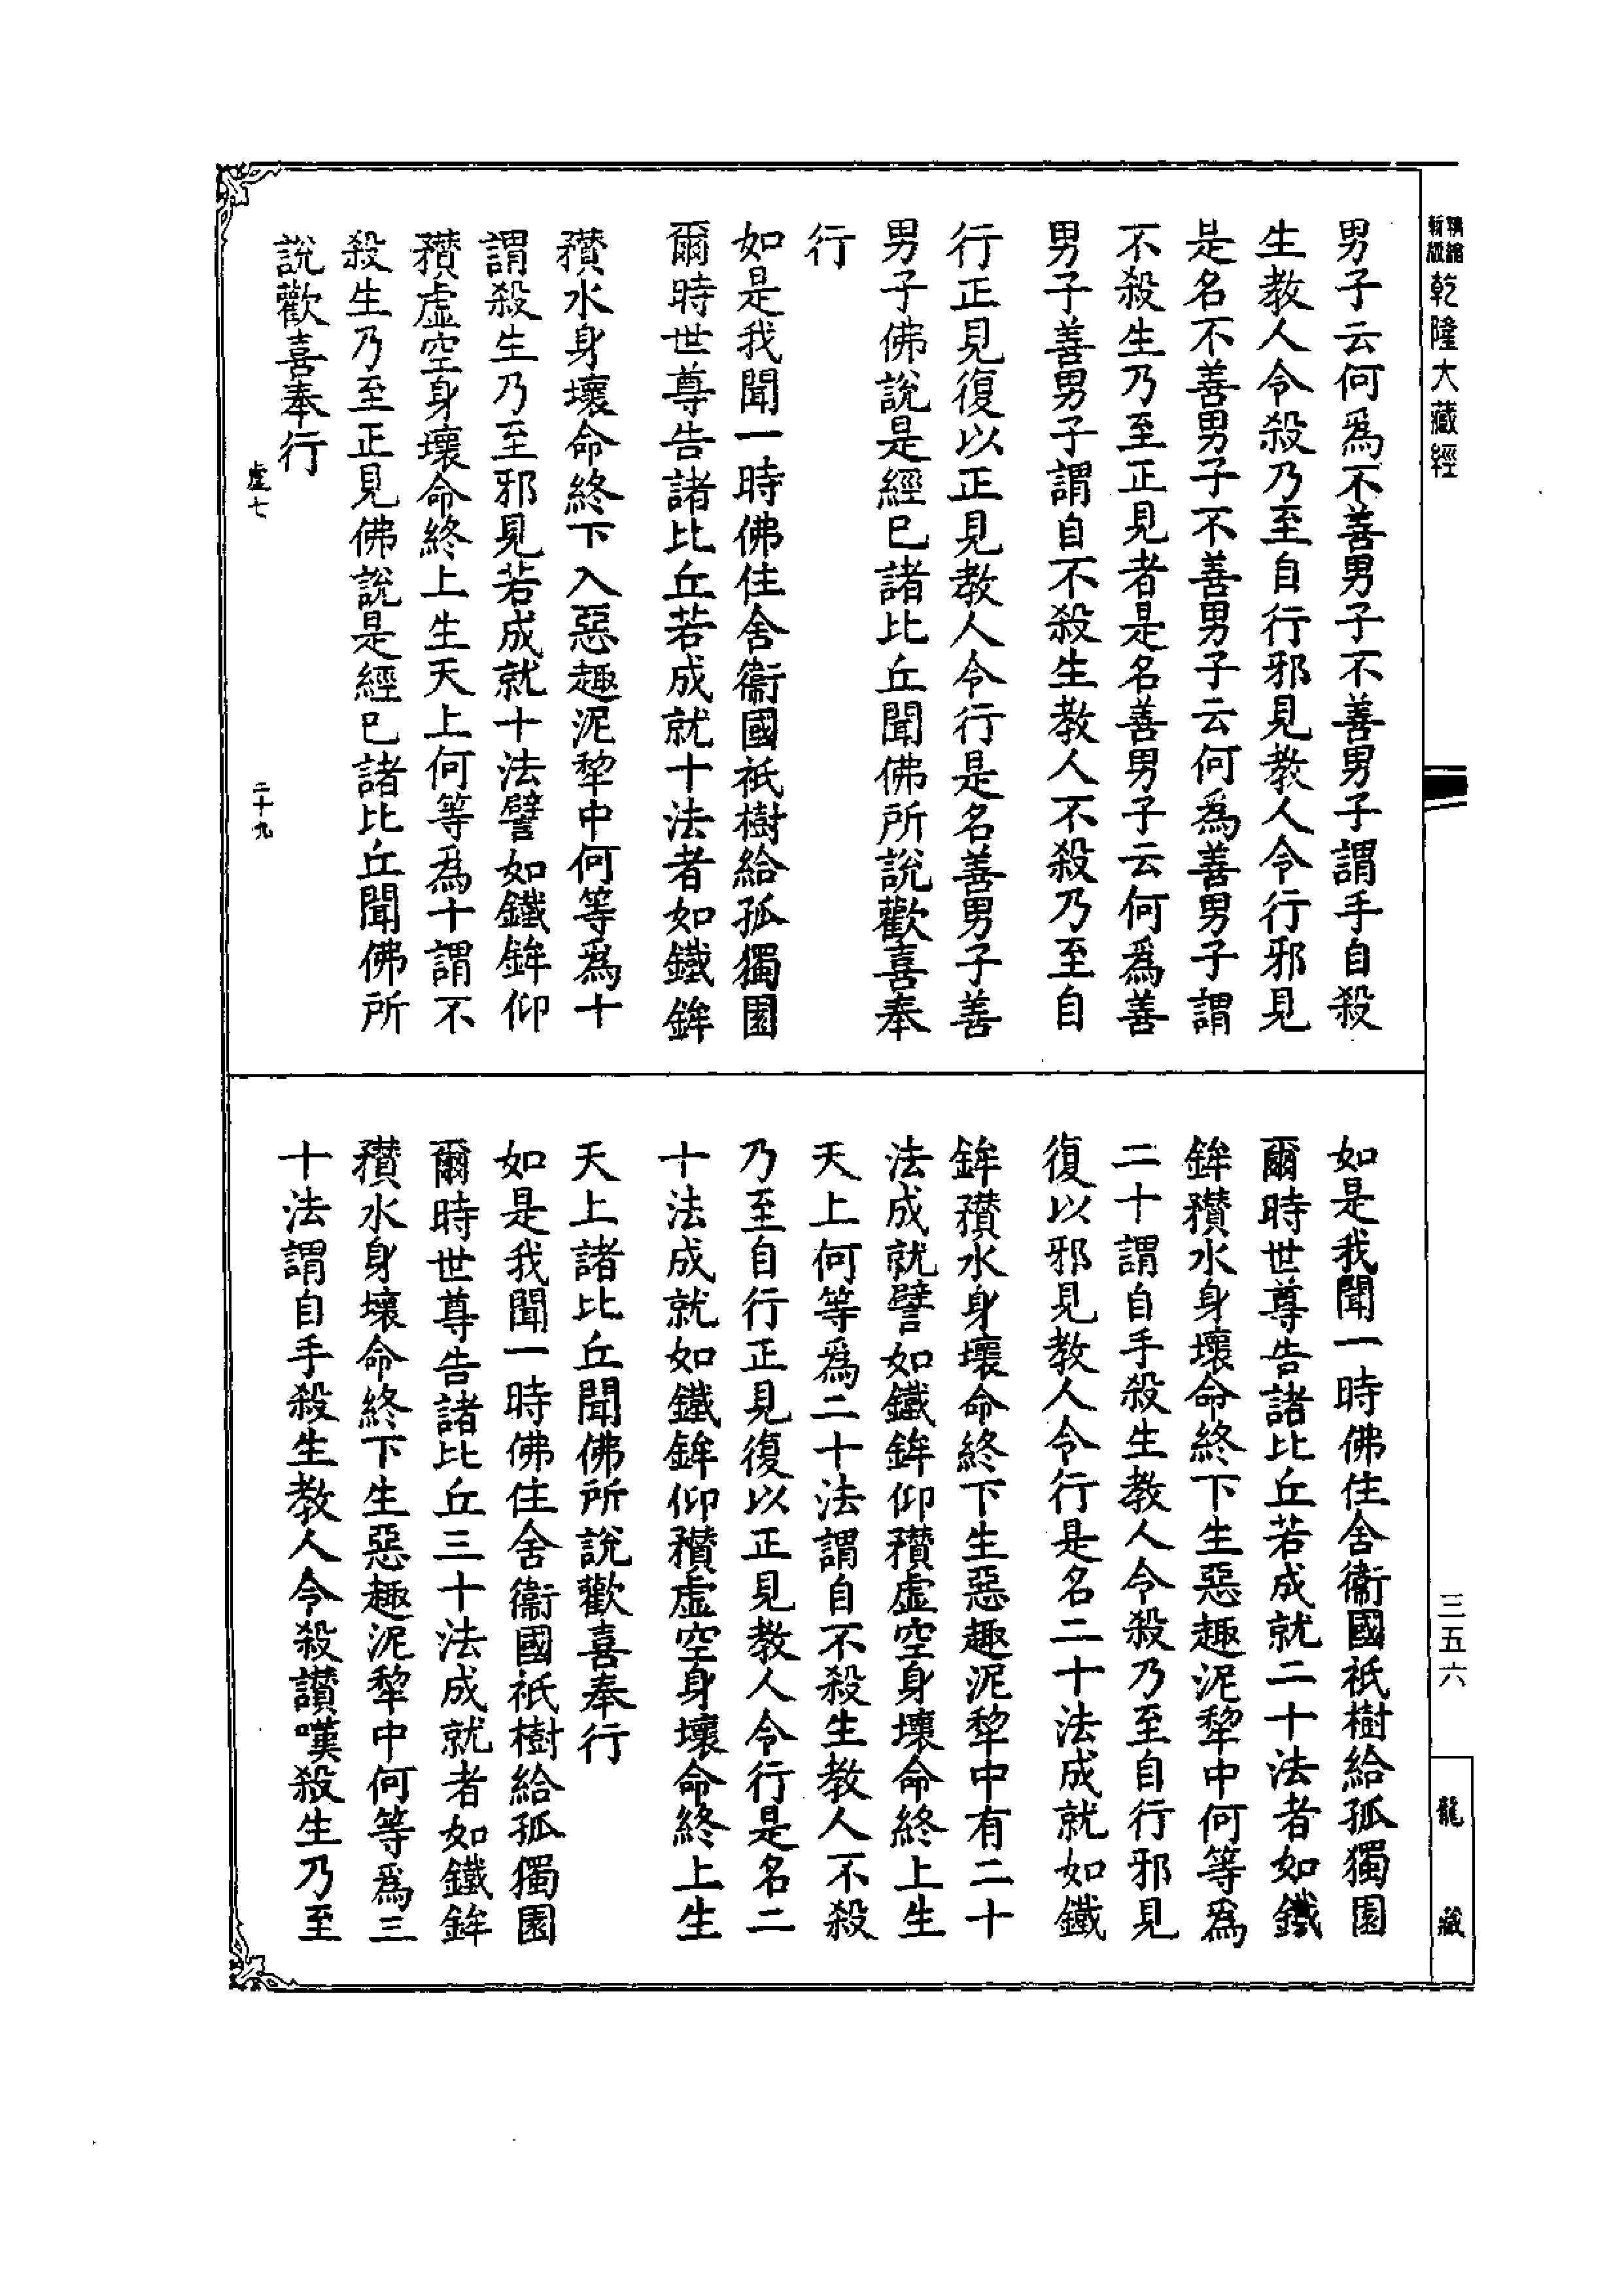 精縮新版乾隆大藏經
男子云何爲不善男子不善男子謂手自殺
生教人令殺乃至自行邪見教人令行邪見
是名不善男子不善男子云何爲善男子謂
不殺生乃至正見者是名善男子云何爲善
男子善男子謂自不殺生教人不殺乃至自
行正見復以正見教人令行是名善男子善
男子佛說是經已諸比丘聞佛所說歡喜奉
行
如是我聞一時佛住舍衞國祇樹給孤獨園
爾時世尊告諸比丘若成就十法者如鐵鉾
䂎水身壞命終下入惡趣泥犂中何等爲十
謂殺生乃至邪見若成就十法譬如鐵鉾仰
䂎虛空身壞命終上生天上何等爲十謂不
殺生乃至正見佛說是經已諸比丘聞佛所
說歡喜奉行
虛七
二十九
如是我聞一時佛住舍衞國祇樹給孤獨園
爾時世尊告諸比丘若成就二十法者如鐵
鉾䂎水身壞命終下生惡趣泥犂中何等爲
二十謂自手殺生教人令殺乃至自行邪見
復以邪見教人令行是名二十法成就如鐵
鉾䂎水身壞命終下生惡趣泥犂中有二十
法成就譬如鐵鉾仰䂎虛空身壞命終上生
天上何等爲二十法謂自不殺生教人不殺
乃至自行正見復以正見教人令行是名二
十法成就如鐵鉾仰䂎虛空身壞命終上生
天上諸比丘聞佛所說歡喜奉行
如是我聞一時佛住舍衞國祇樹給孤獨園
爾時世尊告諸比丘三十法成就者如鐵鉾
䂎水身壞命終下生惡趣泥犂中何等爲三
十法謂自手殺生教人令殺讚嘆殺生乃至
三五六
龍藏